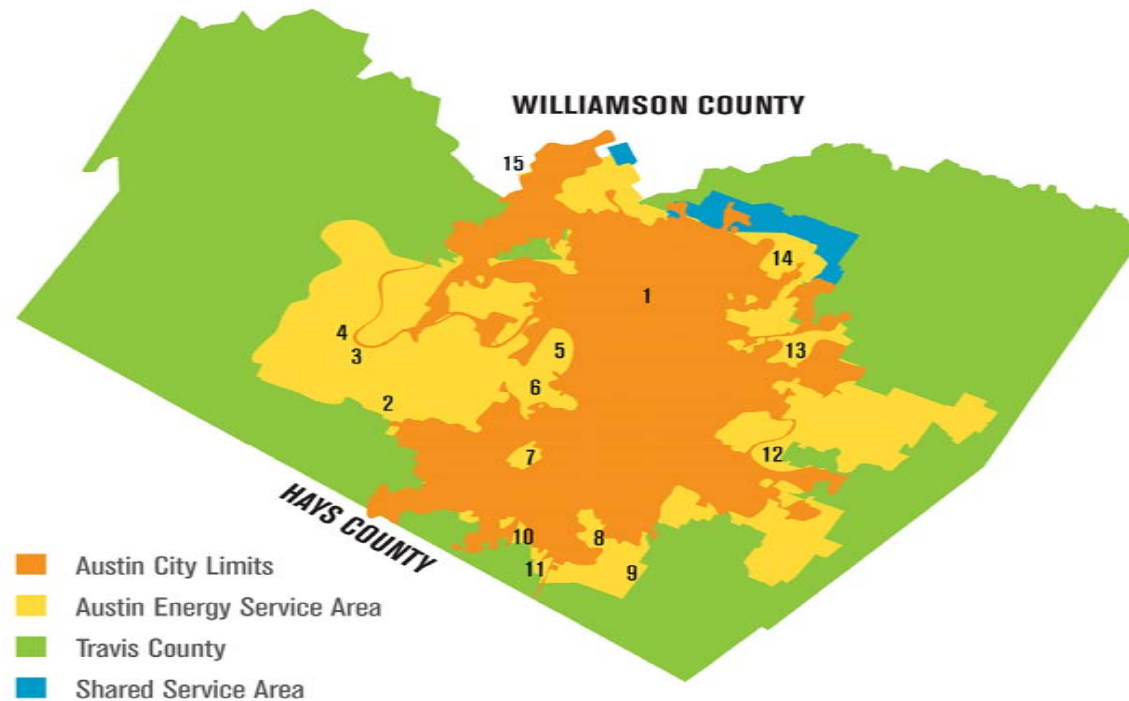 WILLIAMSON COUNTY
15
14
1
4
3
5
13
6
2
7
12
HAYS COUNTY
10
8
11
9
Austin City Limits
Austin Energy Service Area
Travis County
Shared Service Area